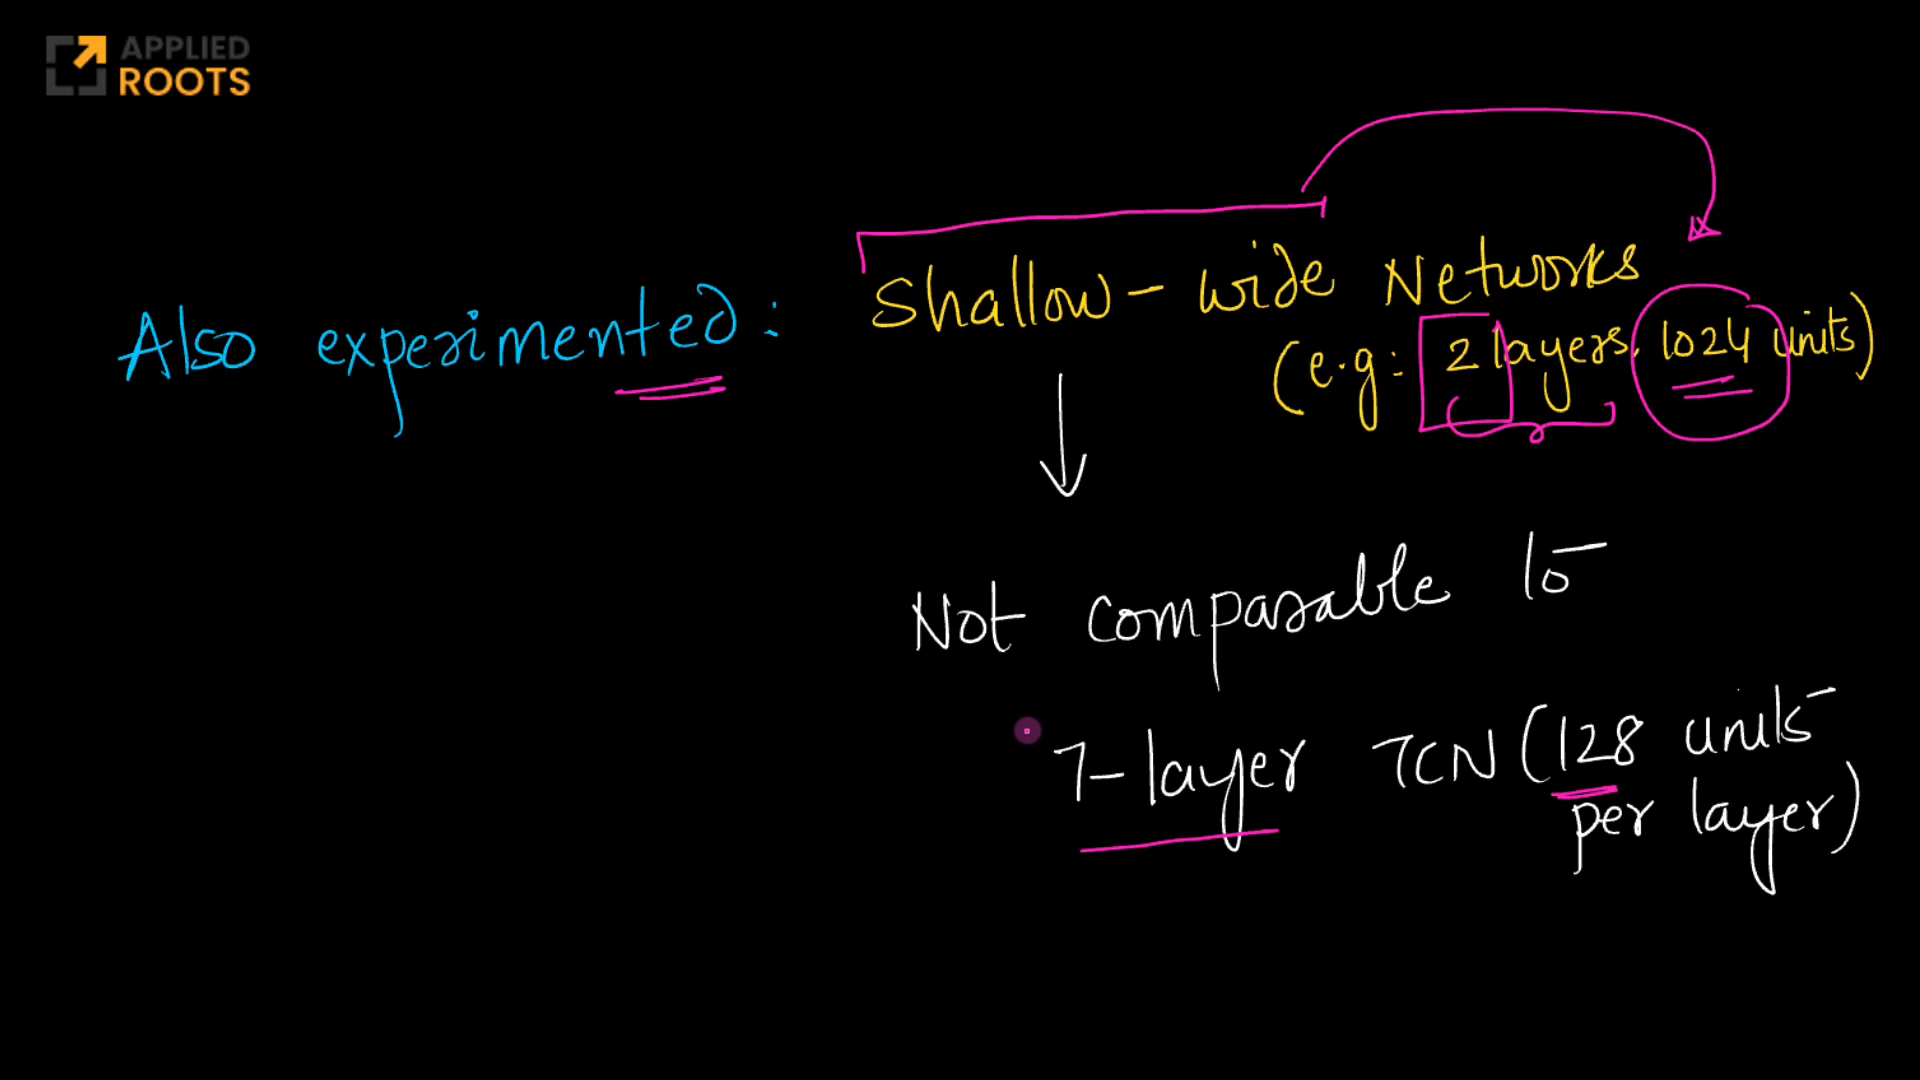 APPLIED
ROOTS
Also experimented:
Shallow-wide Networks
(e.g: 2 layers, 1024 units)
Not comparable to
7-layer TCN (128 units
per layer)